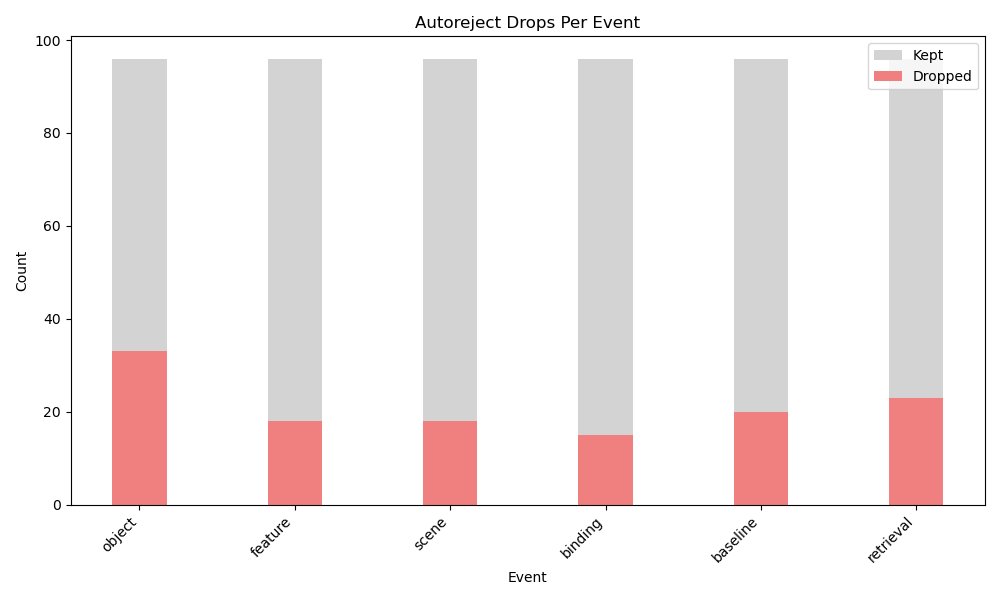 Autoreject Drops Per Event
Kept
Dropped
Count
100
80
60
40
20
0
object
feature
scene
binding
baseline
retrieval
Event